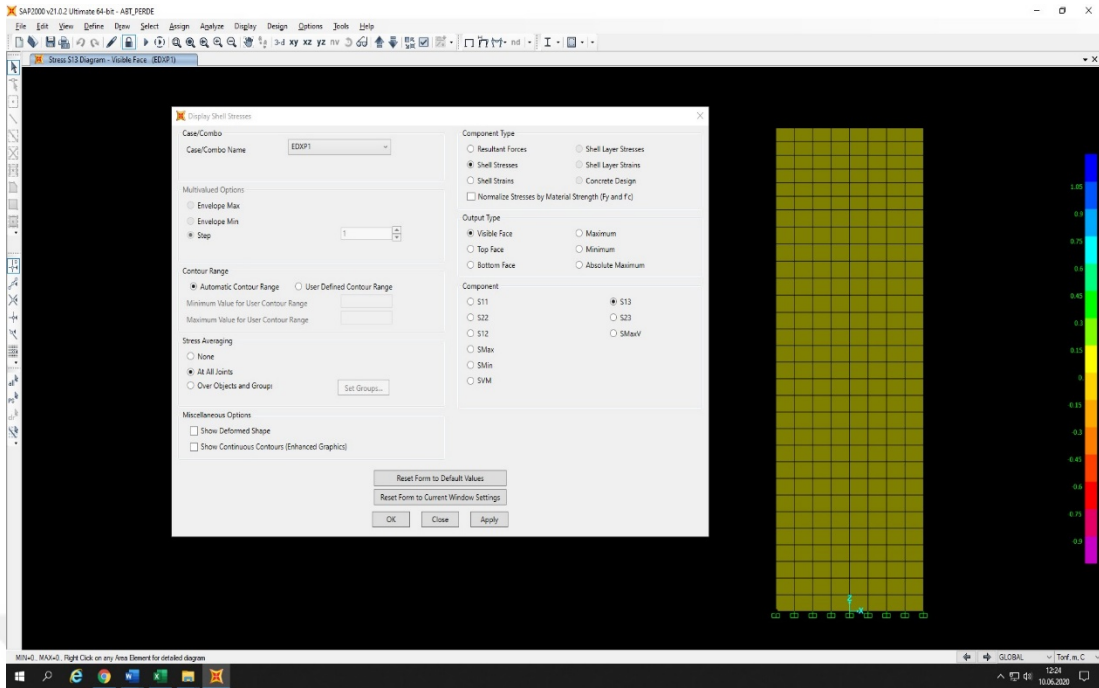 SAP2000 v21.0.2 Ultimate 64-bit - ABT_PERDE
File Edit View Define Draw Select Assign Analyze Display Design Options Tools Help
3-d xy xz yz nv nd
Stress S13 Diagram - Visible Face (EDXP1)
Display Shell Stresses
Case/Combo
Case/Combo Name EDXP1
Multivalued Options
Envelope Max
Envelope Min
Step 1
Contour Range
Automatic Contour Range User Defined Contour Range
Minimum Value for User Contour Range
Maximum Value for User Contour Range
Stress Averaging
None
At All Joints
Over Objects and Groups Set Groups...
Miscellaneous Options
Show Deformed Shape
Show Continuous Contours (Enhanced Graphics)
Component Type
Resultant Forces Shell Layer Stresses
Shell Stresses Shell Layer Strains
Shell Strains Concrete Design
Normalize Stresses by Material Strength (Fy and f'c)
Output Type
Visible Face Maximum
Top Face Minimum
Bottom Face Absolute Maximum
Component
S11 S13
S22 S23
S12 SMaxV
SMax
SMin
SVM
Reset Form to Default Values
Reset Form to Current Window Settings
OK Close Apply
1.05
0.9
0.75
0.6
0.45
0.3
0.15
0.
-0.15
-0.3
-0.45
-0.6
-0.75
-0.9
Z
X
MIN=0, MAX=0, Right Click on any Area Element for detailed diagram
GLOBAL Tonf, m, C
12:24
10.06.2020